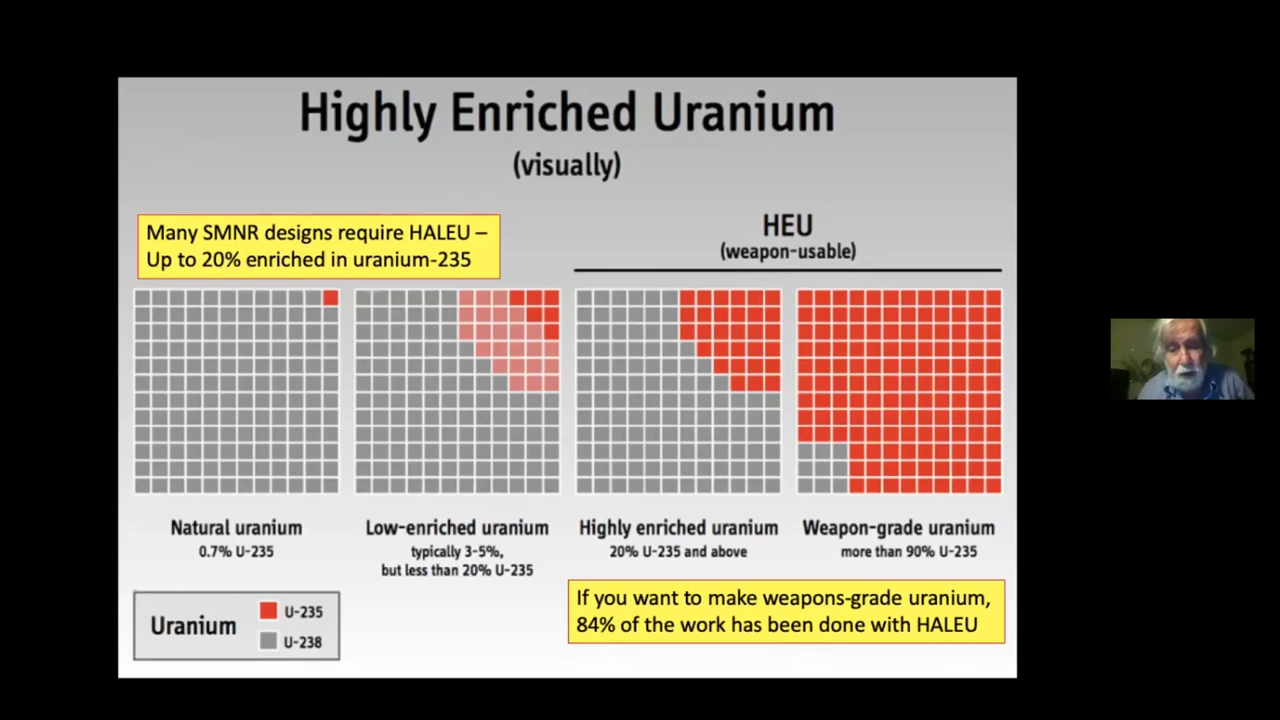 Highly Enriched Uranium
(visually)
Many SMNR designs require HALEU –
Up to 20% enriched in uranium-235
HEU
(weapon-usable)
Natural uranium
0.7% U-235
Low-enriched uranium
typically 3-5%,
but less than 20% U-235
Highly enriched uranium
20% U-235 and above
Weapon-grade uranium
more than 90% U-235
Uranium
U-235
U-238
If you want to make weapons-grade uranium,
84% of the work has been done with HALEU